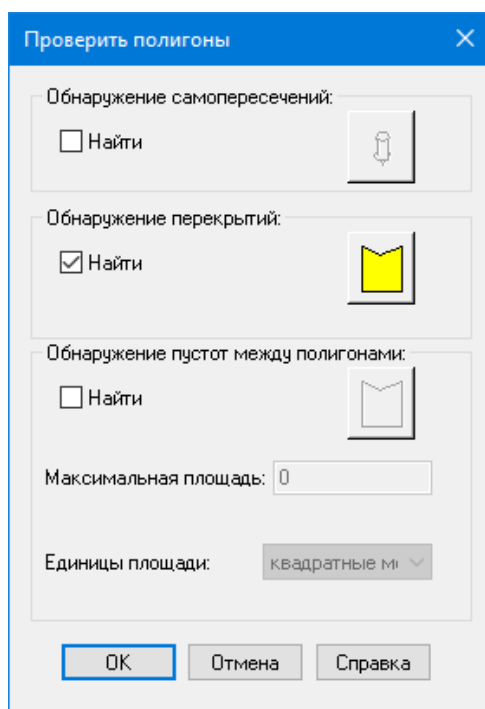 Проверить полигоны
Обнаружение самопересечений:
Найти
Обнаружение перекрытий:
Найти
Обнаружение пустот между полигонами:
Найти
Максимальная площадь: 0
Единицы площади: квадратные м
OK Отмена Справка